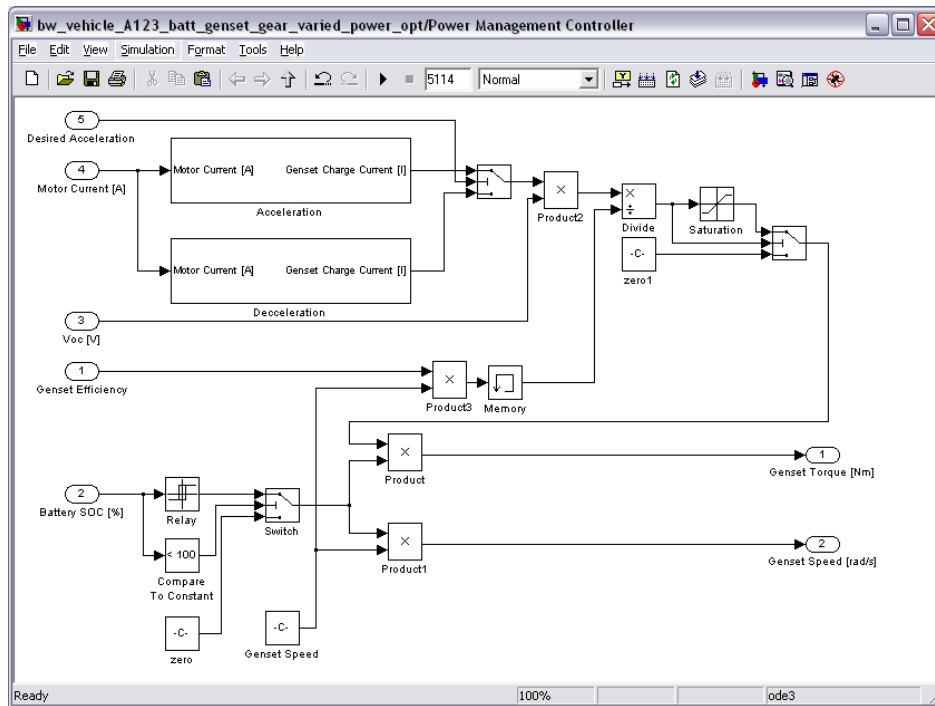 bw_vehicle_A123_batt_genset_gear_varied_power_opt/Power Management Controller
File Edit View Simulation Format Tools Help
5114 Normal
5
Desired Acceleration
4
Motor Current [A]
Motor Current [A] Genset Charge Current [I]
Acceleration
Motor Current [A] Genset Charge Current [I]
Decceleration
3
Voc [V]
×
Product2
×
÷
Divide
Saturation
-C-
zero1
1
Genset Efficiency
×
Product3
Memory
×
Product
1
Genset Torque [Nm]
2
Battery SOC [%]
Relay
Switch
< 100
Compare
To Constant
×
Product1
2
Genset Speed [rad/s]
-C-
zero
-C-
Genset Speed
Ready 100% ode3